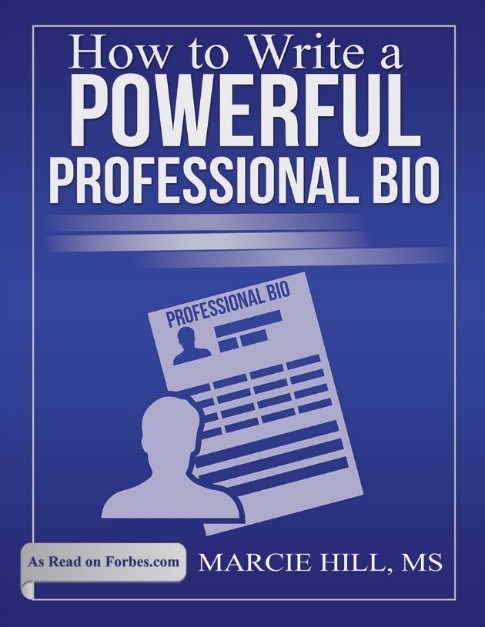 How to Write a
POWERFUL
PROFESSIONAL BIO
PROFESSIONAL BIO
As Read on Forbes.com
MARCIE HILL, MS